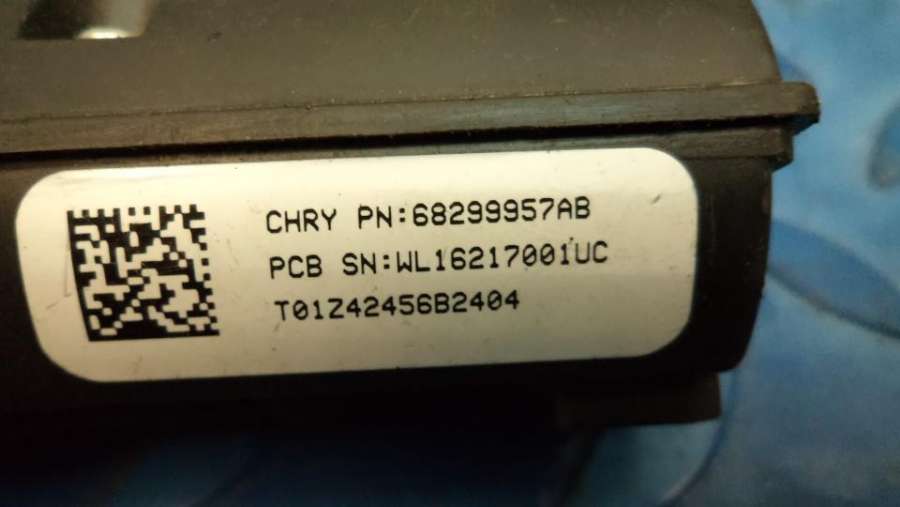 CHRY PN:68299957AB
PCB SN:WL16217001UC
T01Z42456B2404